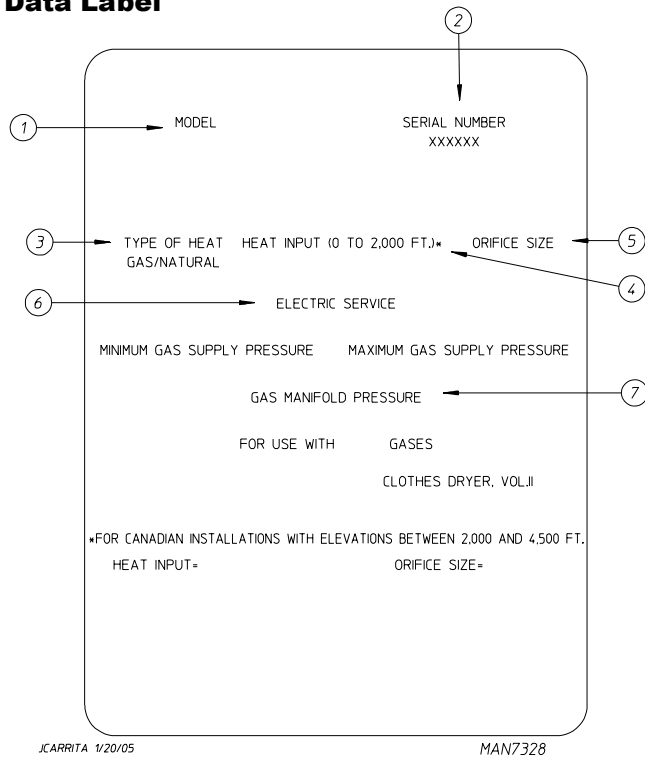 Data Label
2
1
MODEL SERIAL NUMBER
XXXXXX
3 TYPE OF HEAT HEAT INPUT (0 TO 2,000 FT.)* ORIFICE SIZE 5
GAS/NATURAL
4
6 ELECTRIC SERVICE
MINIMUM GAS SUPPLY PRESSURE MAXIMUM GAS SUPPLY PRESSURE
GAS MANIFOLD PRESSURE 7
FOR USE WITH GASES
CLOTHES DRYER, VOL.II
*FOR CANADIAN INSTALLATIONS WITH ELEVATIONS BETWEEN 2,000 AND 4,500 FT.
HEAT INPUT= ORIFICE SIZE=
JCARRITA 1/20/05 MAN7328